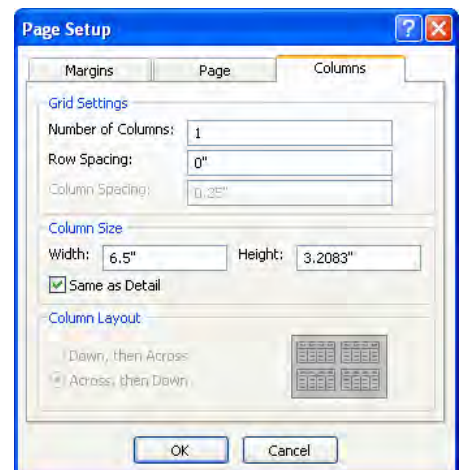 Page Setup
Margins Page Columns
Grid Settings
Number of Columns: 1
Row Spacing: 0"
Column Spacing: 0.25"
Column Size
Width: 6.5" Height: 3.2083"
Same as Detail
Column Layout
Down, then Across
Across, then Down
OK Cancel